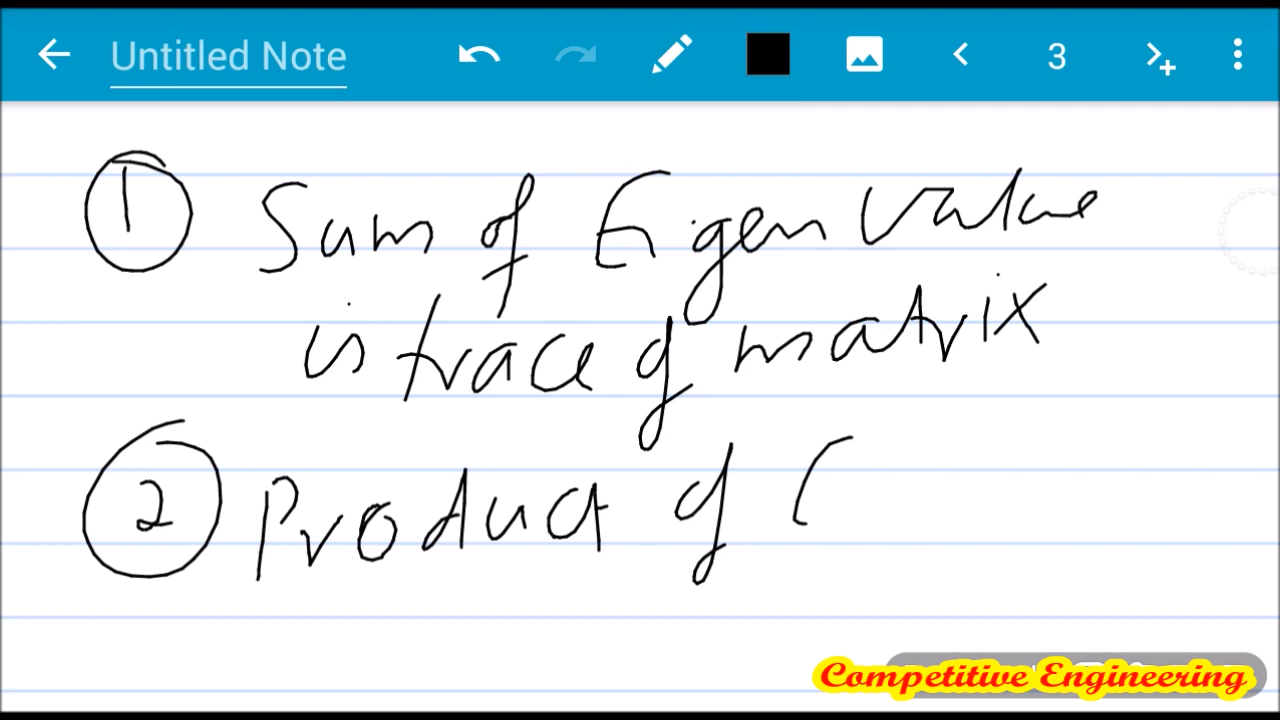 Untitled Note
3
① Sum of Eigen value
is trace of matrix
② Product of
Competitive Engineering